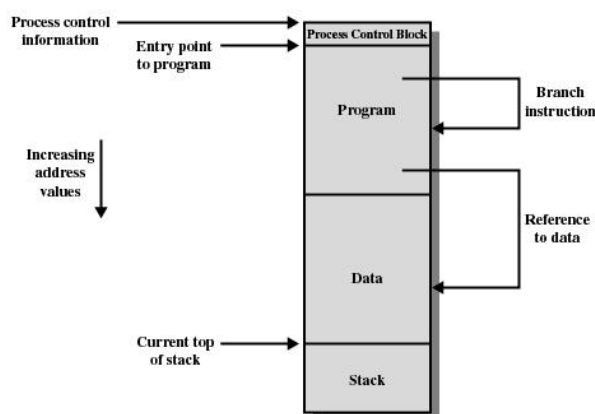 Process control
information
Process Control Block
Entry point
to program
Branch
instruction
Program
Increasing
address
values
Reference
to data
Data
Current top
of stack
Stack